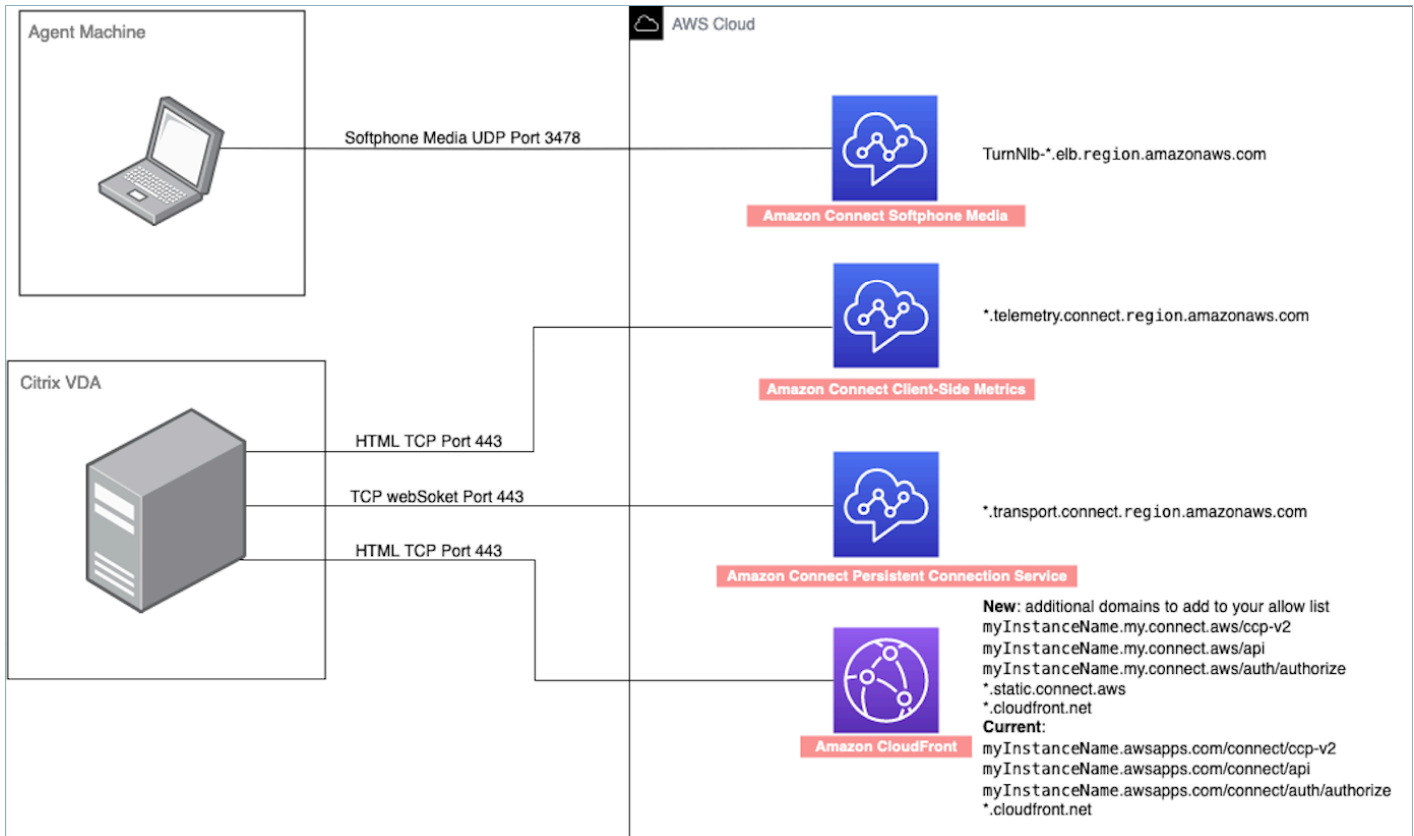 Agent Machine
AWS Cloud
Softphone Media UDP Port 3478
TurnNlb-*.elb.region.amazonaws.com
Amazon Connect Softphone Media
*.telemetry.connect.region.amazonaws.com
Amazon Connect Client-Side Metrics
Citrix VDA
HTML TCP Port 443
TCP webSoket Port 443
*.transport.connect.region.amazonaws.com
HTML TCP Port 443
Amazon Connect Persistent Connection Service
New: additional domains to add to your allow list
myInstanceName.my.connect.aws/ccp-v2
myInstanceName.my.connect.aws/api
myInstanceName.my.connect.aws/auth/authorize
*.static.connect.aws
*.cloudfront.net
Current:
Amazon CloudFront
myInstanceName.awsapps.com/connect/ccp-v2
myInstanceName.awsapps.com/connect/api
myInstanceName.awsapps.com/connect/auth/authorize
*.cloudfront.net